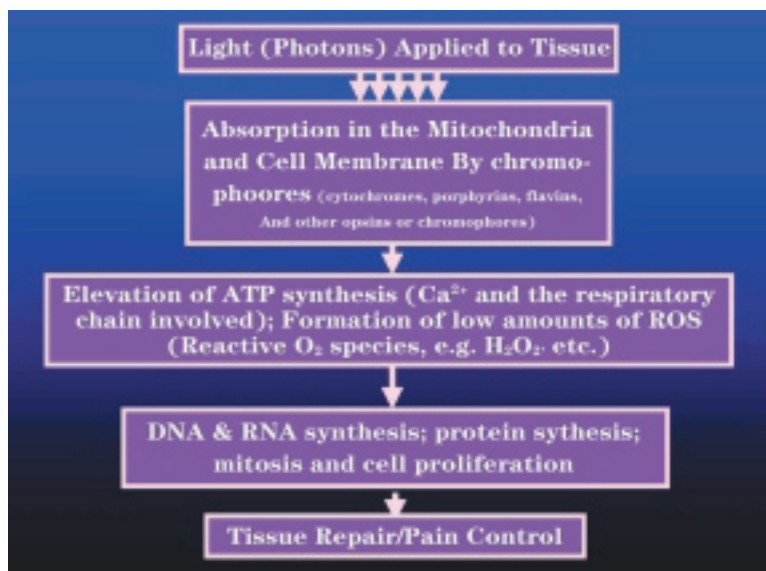 Light (Photons) Applied to Tissue
Absorption in the Mitochondria
and Cell Membrane By chromo-
phoores (cytochromes, porphyrins, flavins,
And other opsins or chromophores)
Elevation of ATP synthesis (Ca²⁺ and the respiratory
chain involved); Formation of low amounts of ROS
(Reactive O₂ species, e.g. H₂O₂, etc.)
DNA & RNA synthesis; protein sythesis;
mitosis and cell proliferation
Tissue Repair/Pain Control